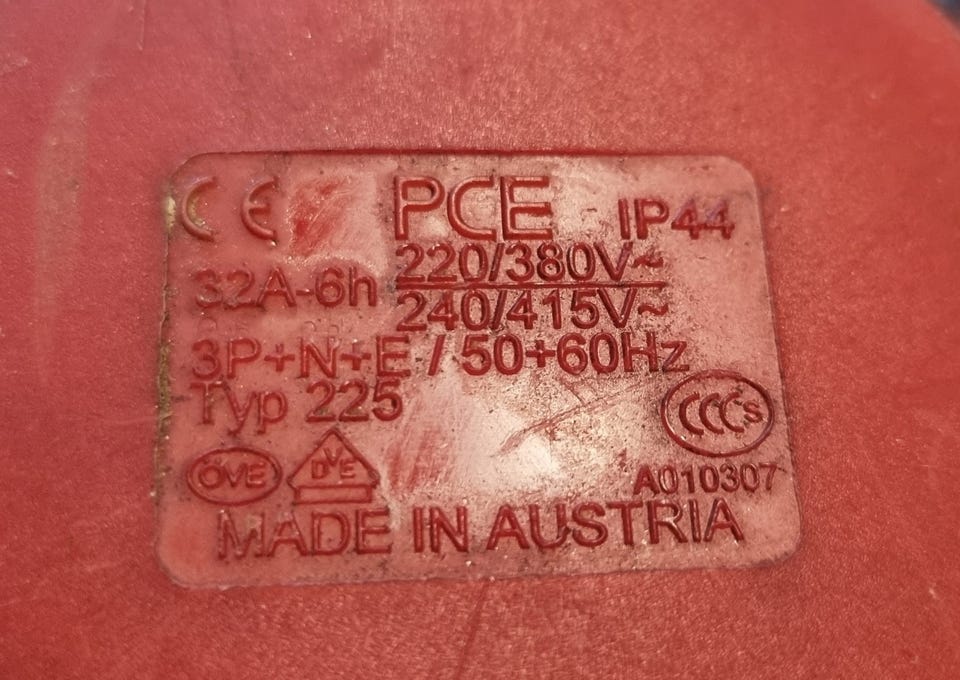 CE PCE IP44
32A-6h 220/380V~
240/415V~
3P+N+E / 50+60Hz
Typ 225
CCC S
ÖVE DVE A010307
MADE IN AUSTRIA